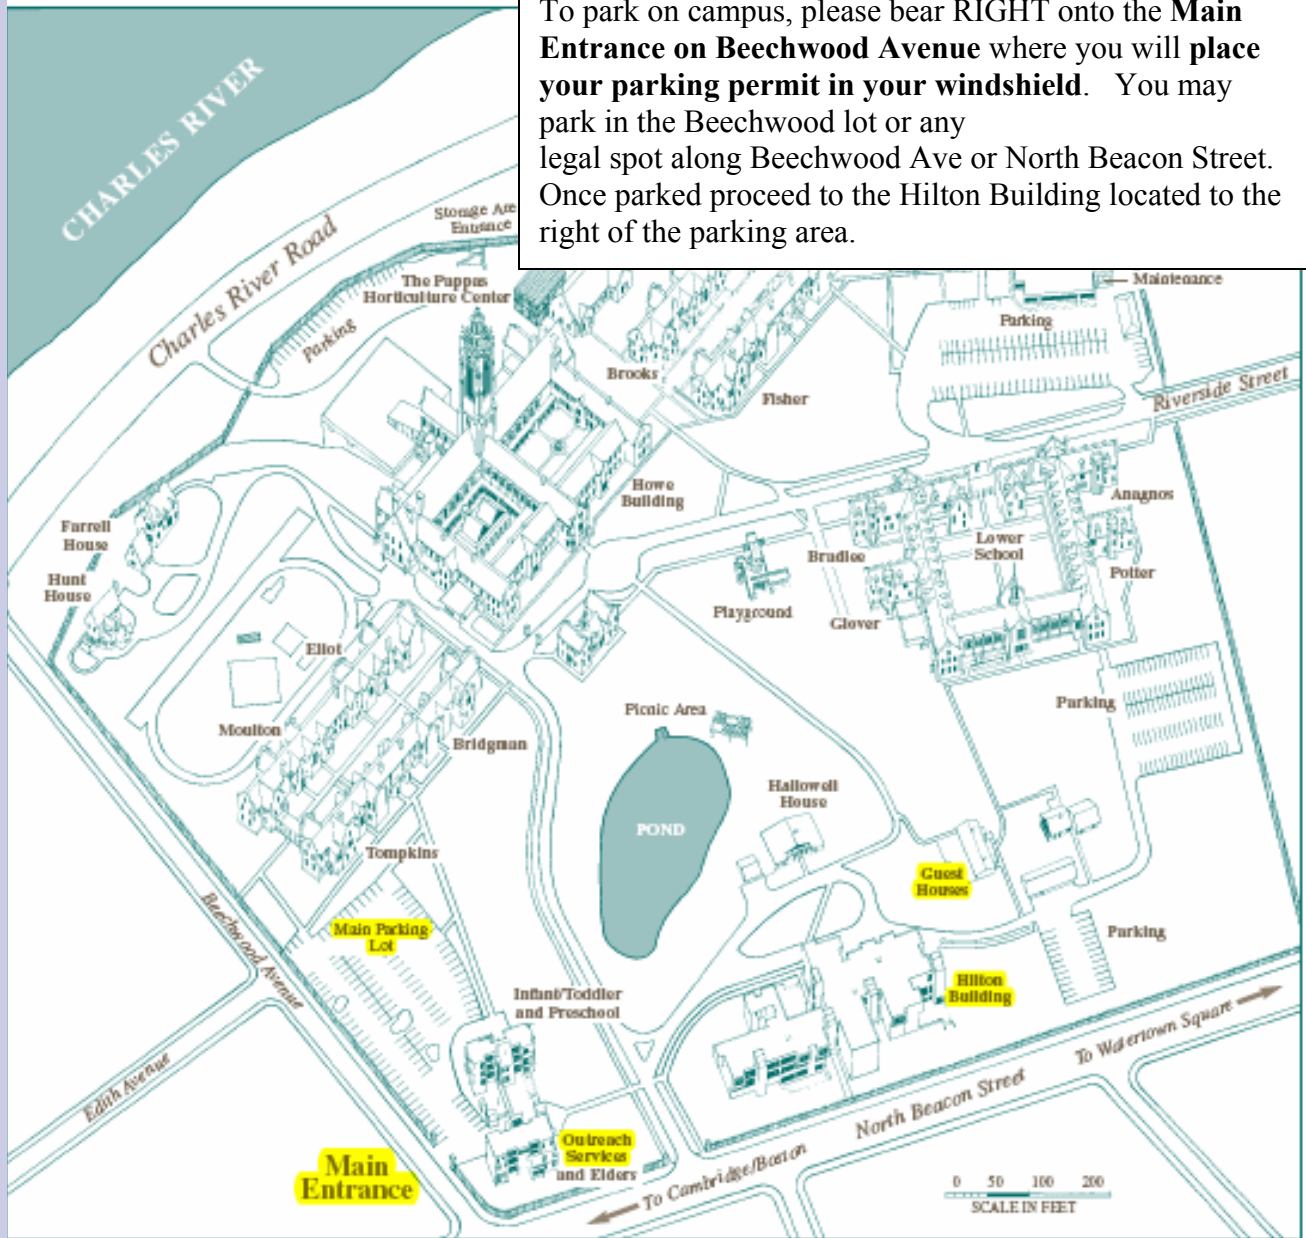 To park on campus, please bear RIGHT onto the Main
Entrance on Beechwood Avenue where you will place
your parking permit in your windshield. You may
park in the Beechwood lot or any
legal spot along Beechwood Ave or North Beacon Street.
Once parked proceed to the Hilton Building located to the
right of the parking area.
CHARLES RIVER
Charles River Road
Storage Are
Entrance
The Pappas
Horticulture Center
Parking
Maintenance
Parking
Brooks
Fisher
Riverside Street
Howe
Building
Anagnos
Farrell
House
Lower
School
Bradlee
Potter
Hunt
House
Playground
Glover
Eliot
Parking
Picnic Area
Moulton
Bridgman
Hallowell
House
POND
Tompkins
Guest
Houses
Beechwood Avenue
Main Parking
Lot
Parking
Hilton
Building
Infant/Toddler
and Preschool
To Watertown Square
Edith Avenue
North Beacon Street
Outreach
Services
and Elders
Main
Entrance
To Cambridge/Boston
0 50 100 200
SCALE IN FEET